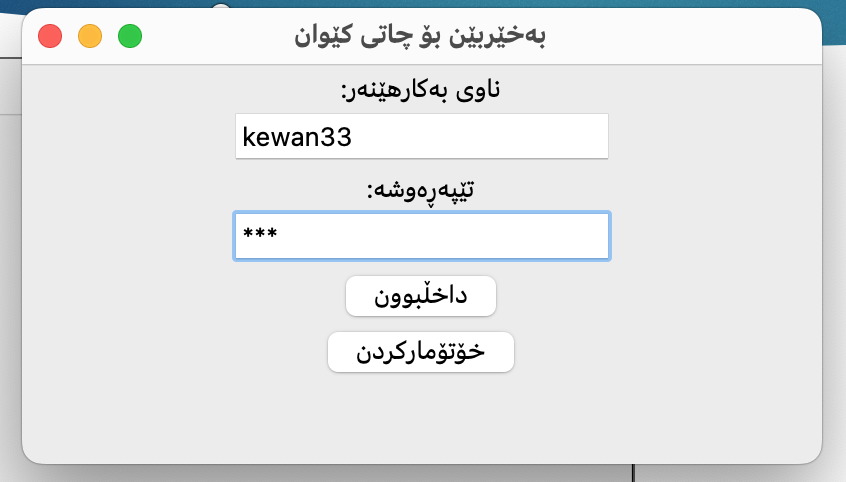 بەخێربێن بۆ چاتی کێوان
ناوی بەکارهێنەر:
kewan33
تێپەڕەوشە:
***
داخڵبوون
خۆتۆمارکردن